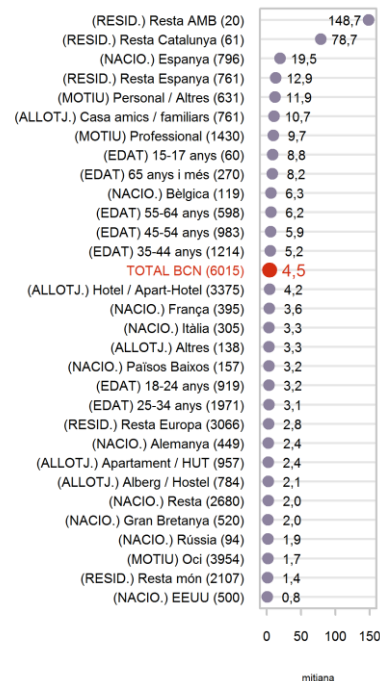 (RESID.) Resta AMB (20) 148,7
(RESID.) Resta Catalunya (61) 78,7
(NACIO.) Espanya (796) 19,5
(RESID.) Resta Espanya (761) 12,9
(MOTIU) Personal / Altres (631) 11,9
(ALLOTJ.) Casa amics / familiars (761) 10,7
(MOTIU) Professional (1430) 9,7
(EDAT) 15-17 anys (60) 8,8
(EDAT) 65 anys i més (270) 8,2
(NACIO.) Bèlgica (119) 6,3
(EDAT) 55-64 anys (598) 6,2
(EDAT) 45-54 anys (983) 5,9
(EDAT) 35-44 anys (1214) 5,2
TOTAL BCN (6015) 4,5
(ALLOTJ.) Hotel / Apart-Hotel (3375) 4,2
(NACIO.) França (395) 3,6
(NACIO.) Itàlia (305) 3,3
(ALLOTJ.) Altres (138) 3,3
(NACIO.) Països Baixos (157) 3,2
(EDAT) 18-24 anys (919) 3,2
(EDAT) 25-34 anys (1971) 3,1
(RESID.) Resta Europa (3066) 2,8
(NACIO.) Alemanya (449) 2,4
(ALLOTJ.) Apartament / HUT (957) 2,4
(ALLOTJ.) Alberg / Hostel (784) 2,1
(NACIO.) Resta (2680) 2,0
(NACIO.) Gran Bretanya (520) 2,0
(NACIO.) Rússia (94) 1,9
(MOTIU) Oci (3954) 1,7
(RESID.) Resta món (2107) 1,4
(NACIO.) EEUU (500) 0,8
0 50 100 150
mitjana